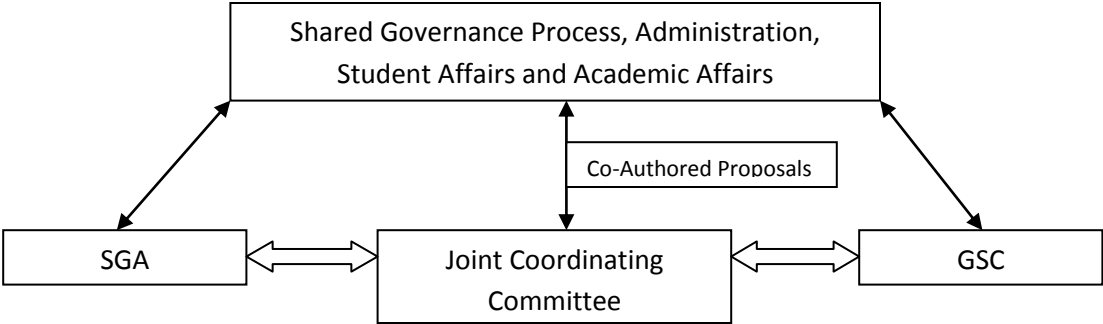 Shared Governance Process, Administration,
Student Affairs and Academic Affairs
Co-Authored Proposals
SGA
Joint Coordinating
Committee
GSC